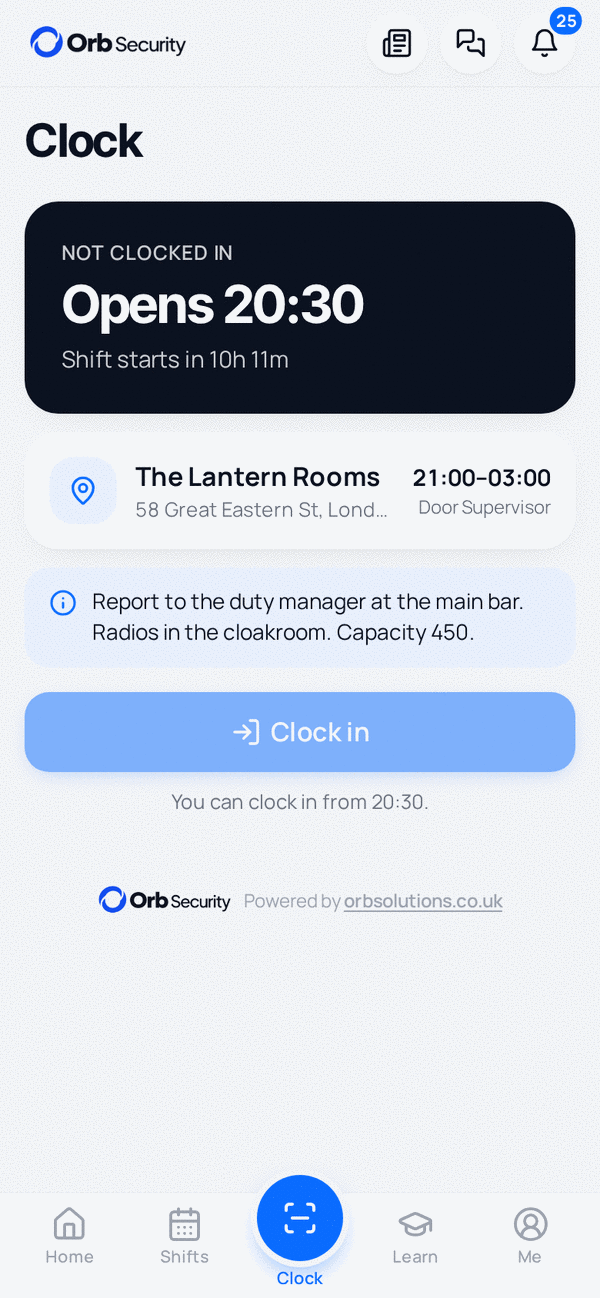 Orb Security
25
Clock
NOT CLOCKED IN
Opens 20:30
Shift starts in 10h 11m
The Lantern Rooms
21:00–03:00
58 Great Eastern St, Lond...
Door Supervisor
Report to the duty manager at the main bar.
Radios in the cloakroom. Capacity 450.
Clock in
You can clock in from 20:30.
Orb Security Powered by orbsolutions.co.uk
Home
Shifts
Clock
Learn
Me